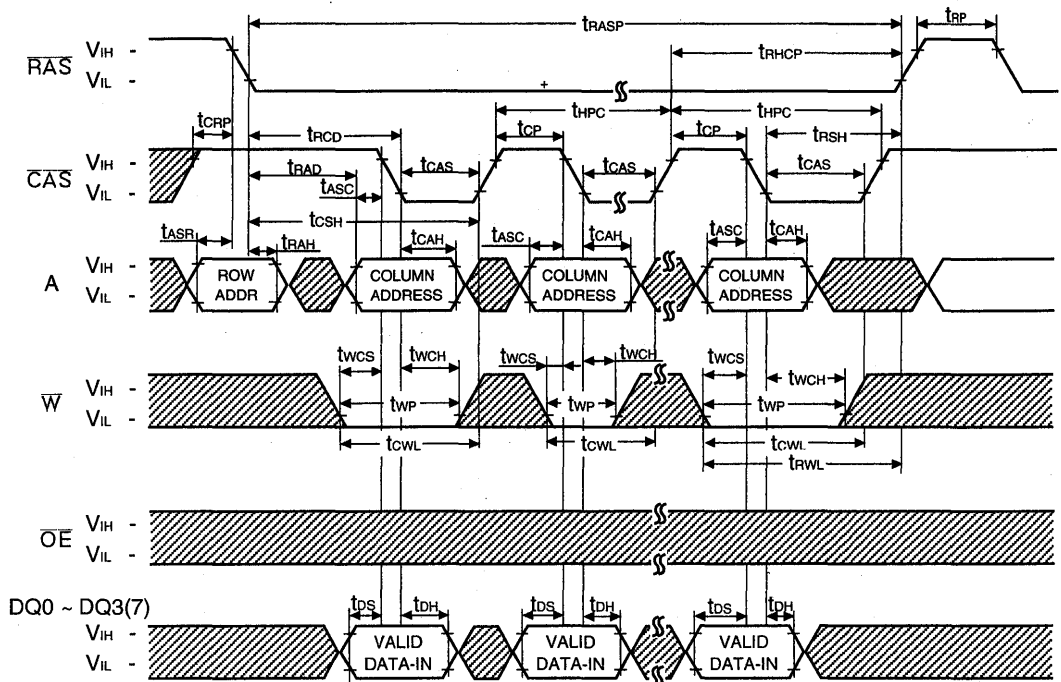 tRASP tRP
RAS VIH - tRHCP
VIL - +
tHPC tHPC
tCRP tRCD tCP tCP tRSH
CAS VIH - tRAD tCAS tCAS tCAS
VIL - tASC
tCSH
tASR tRAH tCAH tASC tCAH tASC tCAH
A VIH - ROW COLUMN COLUMN COLUMN
VIL - ADDR ADDRESS ADDRESS ADDRESS
tWCS tWCH tWCS tWCH tWCS tWCH
W VIH - tWP tWP tWP
VIL - tCWL tCWL tCWL
tRWL
OE VIH -
VIL -
DQ0 ~ DQ3(7) tDS tDH tDS tDH tDS tDH
VIH - VALID VALID VALID
VIL - DATA-IN DATA-IN DATA-IN